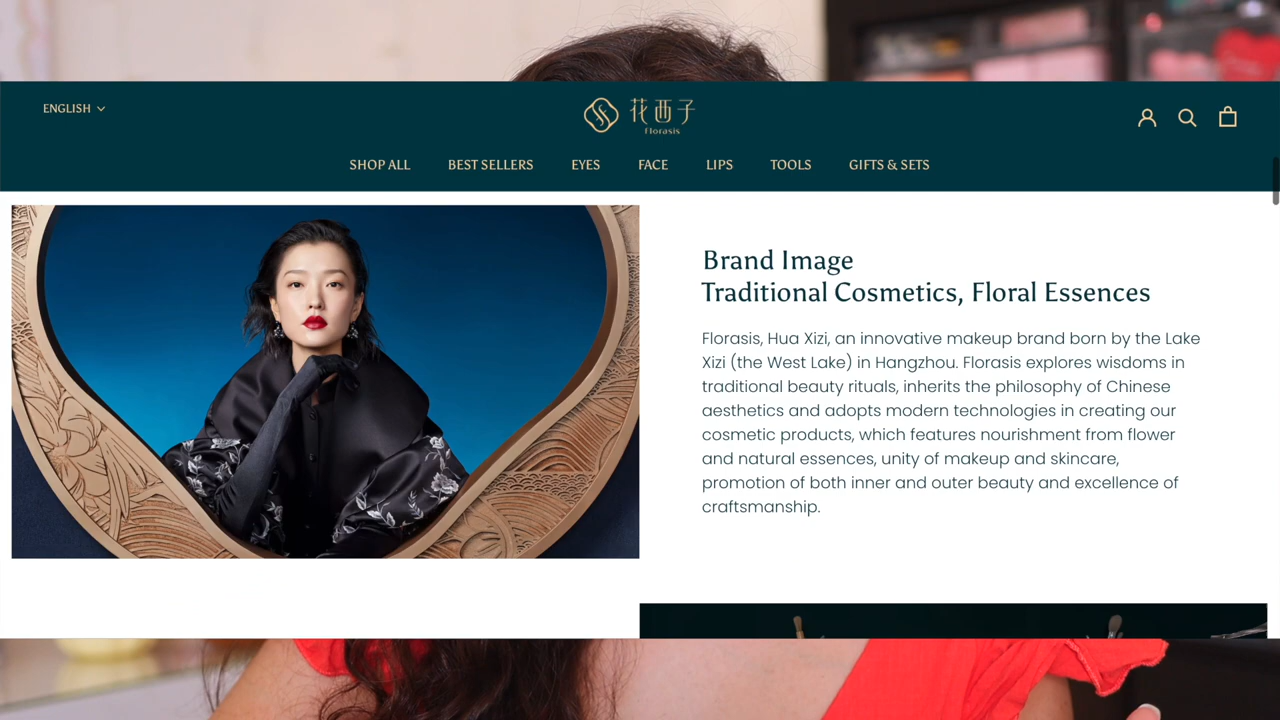 ENGLISH
花西子
Florasis
SHOP ALL
BEST SELLERS
EYES
FACE
LIPS
TOOLS
GIFTS & SETS
Brand Image
Traditional Cosmetics, Floral Essences
Florasis, Hua Xizi, an innovative makeup brand born by the Lake
Xizi (the West Lake) in Hangzhou. Florasis explores wisdoms in
traditional beauty rituals, inherits the philosophy of Chinese
aesthetics and adopts modern technologies in creating our
cosmetic products, which features nourishment from flower
and natural essences, unity of makeup and skincare,
promotion of both inner and outer beauty and excellence of
craftsmanship.